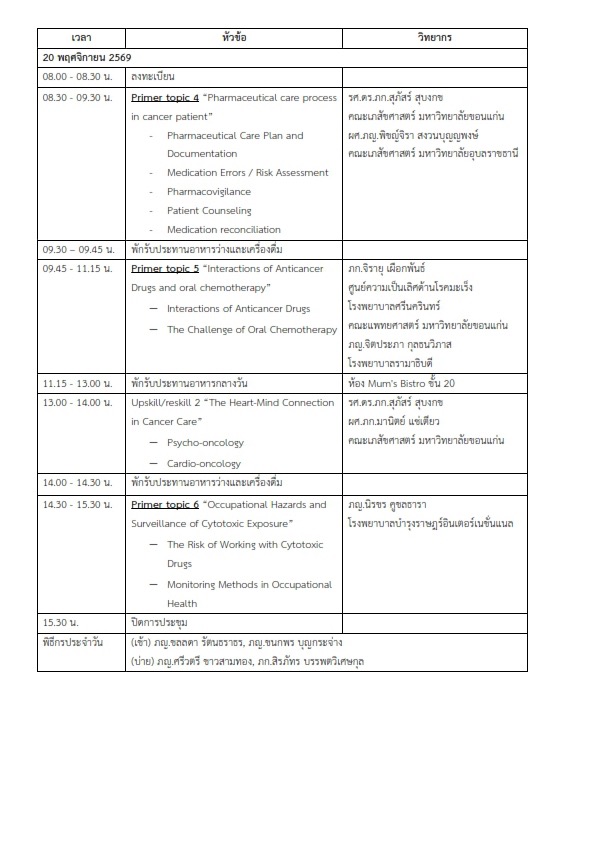 เวลา หัวข้อ วิทยากร
20 พฤศจิกายน 2569
08.00 - 08.30 น. ลงทะเบียน
08.30 - 09.30 น. Primer topic 4 “Pharmaceutical care process รศ.ดร.ภก.สุภัสร์ สุบงกช
in cancer patient” คณะเภสัชศาสตร์ มหาวิทยาลัยขอนแก่น
- Pharmaceutical Care Plan and ผศ.ภญ.พิชญ์จิรา สงวนบุญญพงษ์
Documentation คณะเภสัชศาสตร์ มหาวิทยาลัยอุบลราชธานี
- Medication Errors / Risk Assessment
- Pharmacovigilance
- Patient Counseling
- Medication reconciliation
09.30 – 09.45 น. พักรับประทานอาหารว่างและเครื่องดื่ม
09.45 - 11.15 น. Primer topic 5 “Interactions of Anticancer ภก.จิรายุ เผือกพันธ์
Drugs and oral chemotherapy” ศูนย์ความเป็นเลิศด้านโรคมะเร็ง
— Interactions of Anticancer Drugs โรงพยาบาลศรีนครินทร์
— The Challenge of Oral Chemotherapy คณะแพทยศาสตร์ มหาวิทยาลัยขอนแก่น
ภญ.จิตประภา กุลธนวิภาส
โรงพยาบาลรามาธิบดี
11.15 - 13.00 น. พักรับประทานอาหารกลางวัน ห้อง Mum's Bistro ชั้น 20
13.00 - 14.00 น. Upskill/reskill 2 “The Heart-Mind Connection รศ.ดร.ภก.สุภัสร์ สุบงกช
in Cancer Care” ผศ.ภก.มานิตย์ แซ่เตียว
— Psycho-oncology คณะเภสัชศาสตร์ มหาวิทยาลัยขอนแก่น
— Cardio-oncology
14.00 - 14.30 น. พักรับประทานอาหารว่างและเครื่องดื่ม
14.30 - 15.30 น. Primer topic 6 “Occupational Hazards and ภญ.นิรชร คูชลธารา
Surveillance of Cytotoxic Exposure” โรงพยาบาลบำรุงราษฎร์อินเตอร์เนชั่นแนล
— The Risk of Working with Cytotoxic
Drugs
— Monitoring Methods in Occupational
Health
15.30 น. ปิดการประชุม
พิธีกรประจำวัน (เช้า) ภญ.ชลลดา รัตนธราธร, ภญ.ชนกพร บุญกระจ่าง
(บ่าย) ภญ.ศรีวตรี ขาวสามทอง, ภก.สิรภัทร บรรพตวิเศษกุล